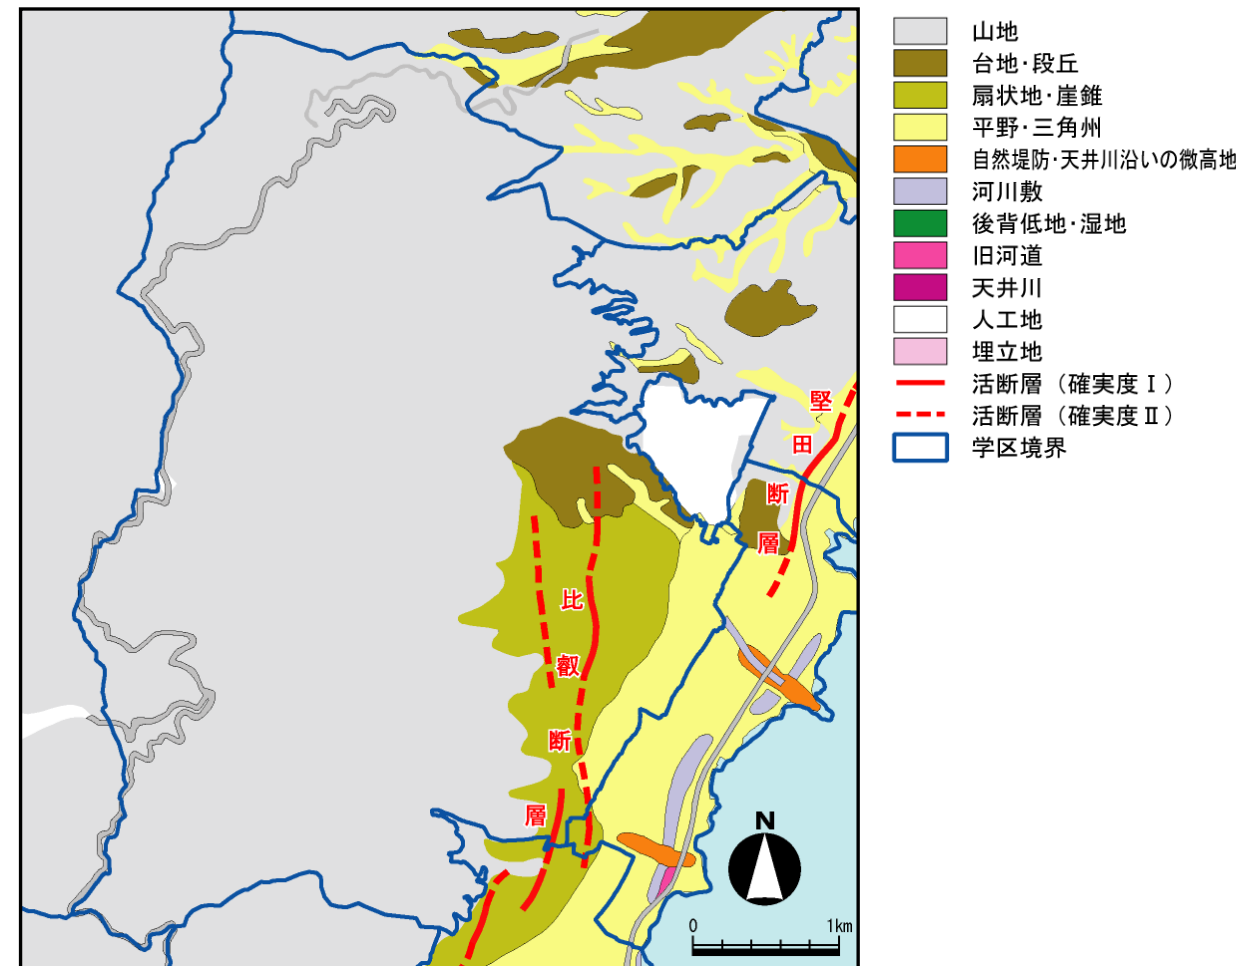 山地
台地･段丘
扇状地･崖錐
平野･三角州
自然堤防･天井川沿いの微高地
河川敷
後背低地･湿地
旧河道
天井川
人工地
埋立地
活断層（確実度Ⅰ）
活断層（確実度Ⅱ）
学区境界
堅田断層
比叡断層
N
0 1km